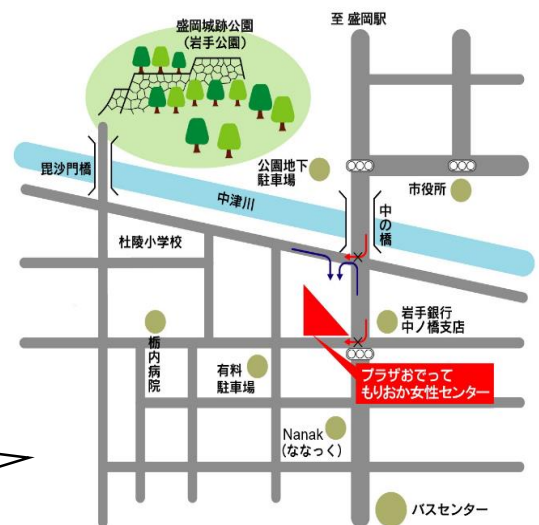 盛岡城跡公園
(岩手公園)
至 盛岡駅
毘沙門橋
公園地下
駐車場
市役所
中津川
中の橋
杜陵小学校
岩手銀行
中ノ橋支店
栃内病院
有料
駐車場
プラザおでって
もりおか女性センター
Nanak
(ななっく)
バスセンター